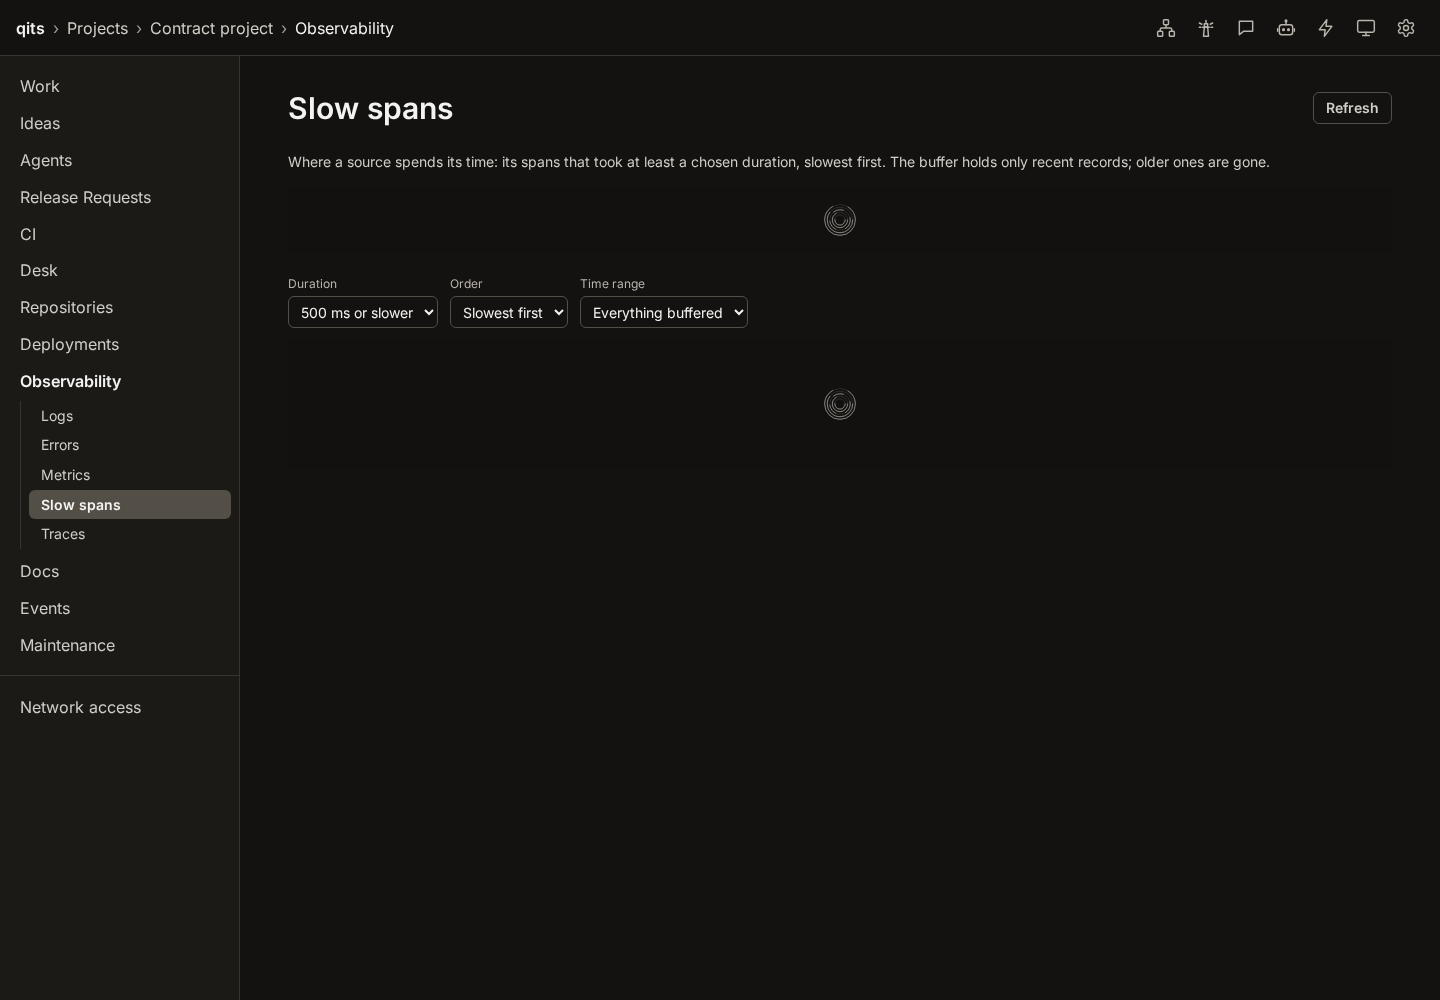 qits › Projects › Contract project › Observability
Work
Ideas
Agents
Release Requests
CI
Desk
Repositories
Deployments
Observability
Logs
Errors
Metrics
Slow spans
Traces
Docs
Events
Maintenance
Network access
Slow spans
Refresh
Where a source spends its time: its spans that took at least a chosen duration, slowest first. The buffer holds only recent records; older ones are gone.
Duration Order Time range
500 ms or slower Slowest first Everything buffered